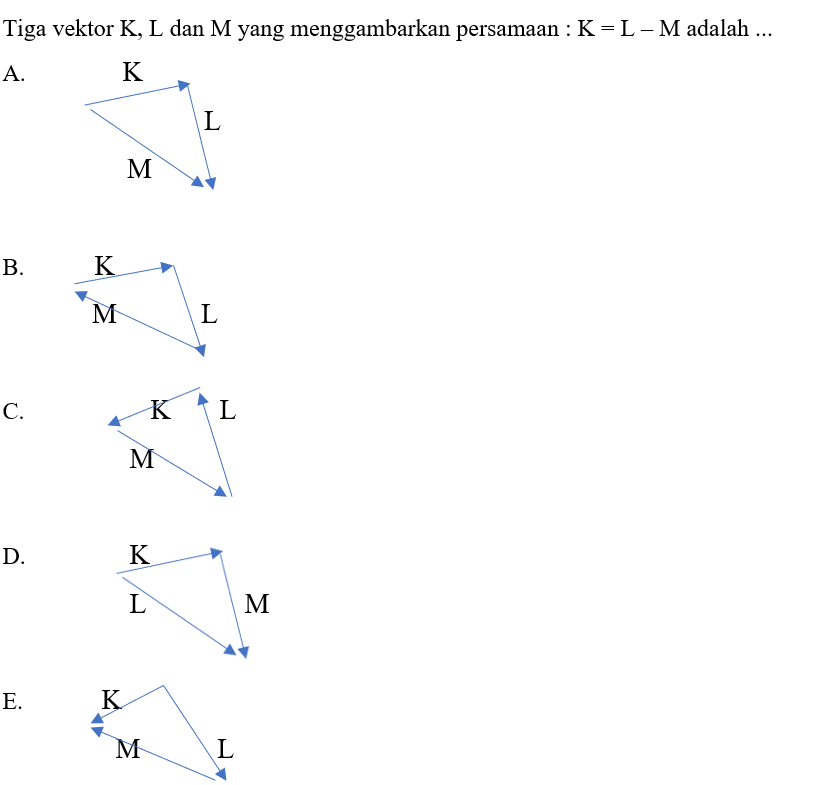 Tiga vektor K, L dan M yang menggambarkan persamaan : K = L – M adalah ...
A.
K
L
M
B.
K
M
L
C.
K
L
M
D.
K
L
M
E.
K
M
L